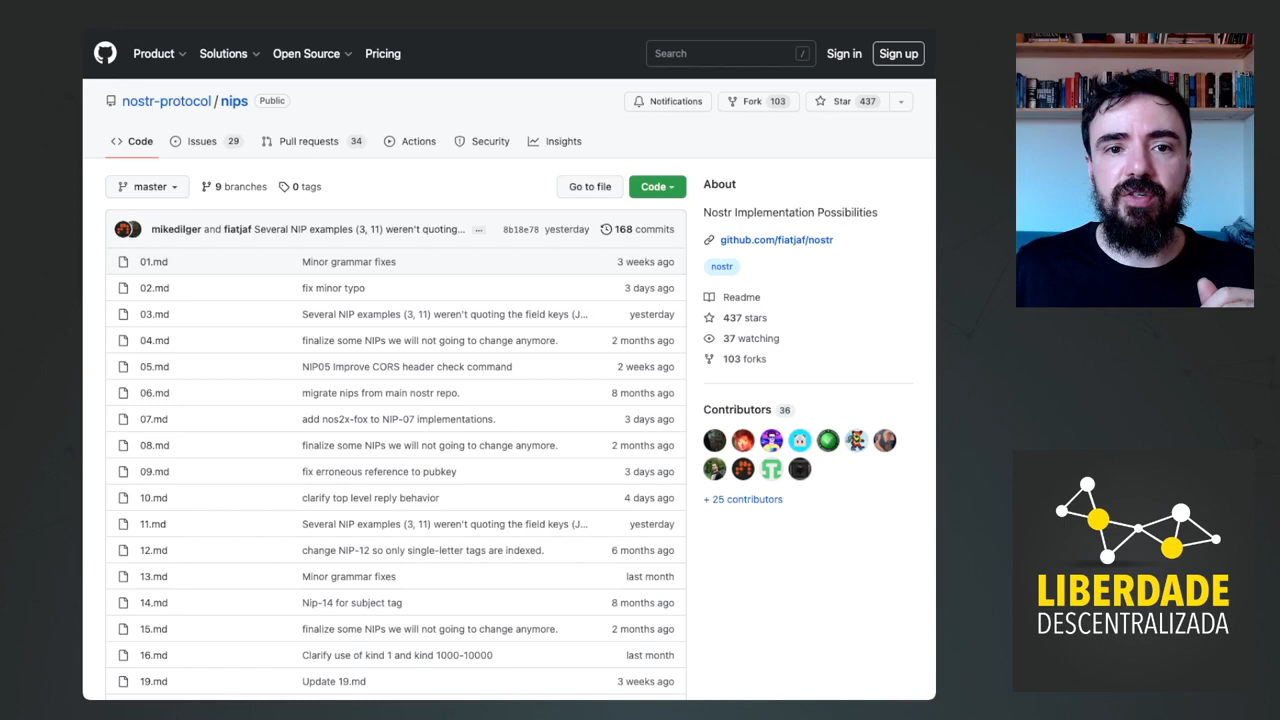 Product Solutions Open Source Pricing Search / Sign in Sign up
nostr-protocol / nips Public Notifications Fork 103 Star 437
Code Issues 29 Pull requests 34 Actions Security Insights
master 9 branches 0 tags Go to file Code
mikedilger and fiatjaf Several NIP examples (3, 11) weren't quoting... 8b18e78 yesterday 168 commits
01.md Minor grammar fixes 3 weeks ago
02.md fix minor typo 3 days ago
03.md Several NIP examples (3, 11) weren't quoting the field keys (J... yesterday
04.md finalize some NIPs we will not going to change anymore. 2 months ago
05.md NIP05 Improve CORS header check command 2 weeks ago
06.md migrate nips from main nostr repo. 8 months ago
07.md add nos2x-fox to NIP-07 implementations. 3 days ago
08.md finalize some NIPs we will not going to change anymore. 2 months ago
09.md fix erroneous reference to pubkey 3 days ago
10.md clarify top level reply behavior 4 days ago
11.md Several NIP examples (3, 11) weren't quoting the field keys (J... yesterday
12.md change NIP-12 so only single-letter tags are indexed. 6 months ago
13.md Minor grammar fixes last month
14.md Nip-14 for subject tag 8 months ago
15.md finalize some NIPs we will not going to change anymore. 2 months ago
16.md Clarify use of kind 1 and kind 1000-10000 last month
19.md Update 19.md 3 weeks ago
About
Nostr Implementation Possibilities
github.com/fiatjaf/nostr
nostr
Readme
437 stars
37 watching
103 forks
Contributors 36
+ 25 contributors
LIBERDADE
DESCENTRALIZADA